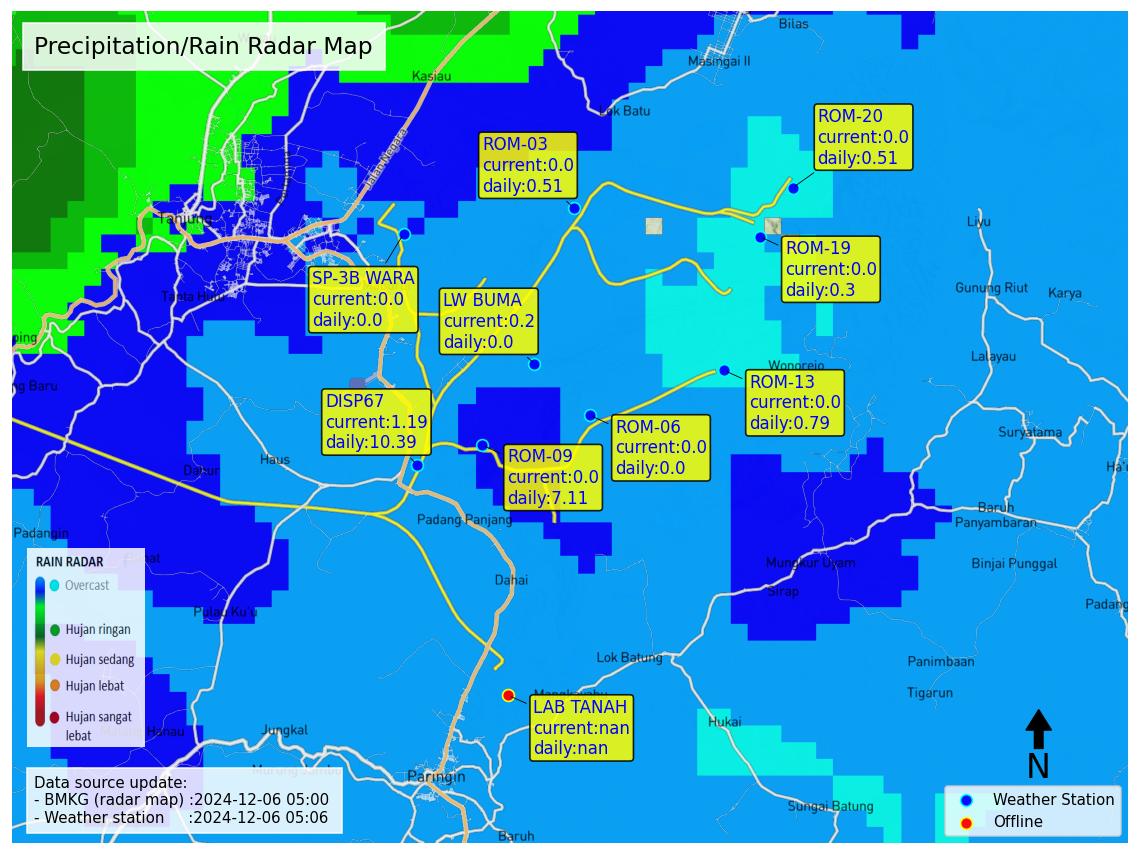 Precipitation/Rain Radar Map
Bilas
Masingai II
Kasiau
Lok Batu
Jalan Negara
ROM-20
current:0.0
daily:0.51
ROM-03
current:0.0
daily:0.51
Tanjung
Liyu
ROM-19
current:0.0
daily:0.3
SP-3B WARA
current:0.0
daily:0.0
LW BUMA
current:0.2
daily:0.0
Gunung Riut
Karya
Lalayau
Wonorejo
ROM-13
current:0.0
daily:0.79
DISP67
current:1.19
daily:10.39
ROM-06
current:0.0
daily:0.0
Suryatama
ROM-09
current:0.0
daily:7.11
Haus
Dahur
Padang Panjang
Baruh
Panyambaran
Padangin
Mungkur Uyam
Binjai Punggal
Sirap
Dahai
Pulau Ku'u
Padang
RAIN RADAR
Overcast
Hujan ringan
Hujan sedang
Hujan lebat
Hujan sangat
lebat
Lok Batung
Panimbaan
Tigarun
LAB TANAH
current:nan
daily:nan
Hukai
Jungkal
Paringin
Sungai Batung
Baruh
N
Data source update:
- BMKG (radar map) :2024-12-06 05:00
- Weather station :2024-12-06 05:06
Weather Station
Offline